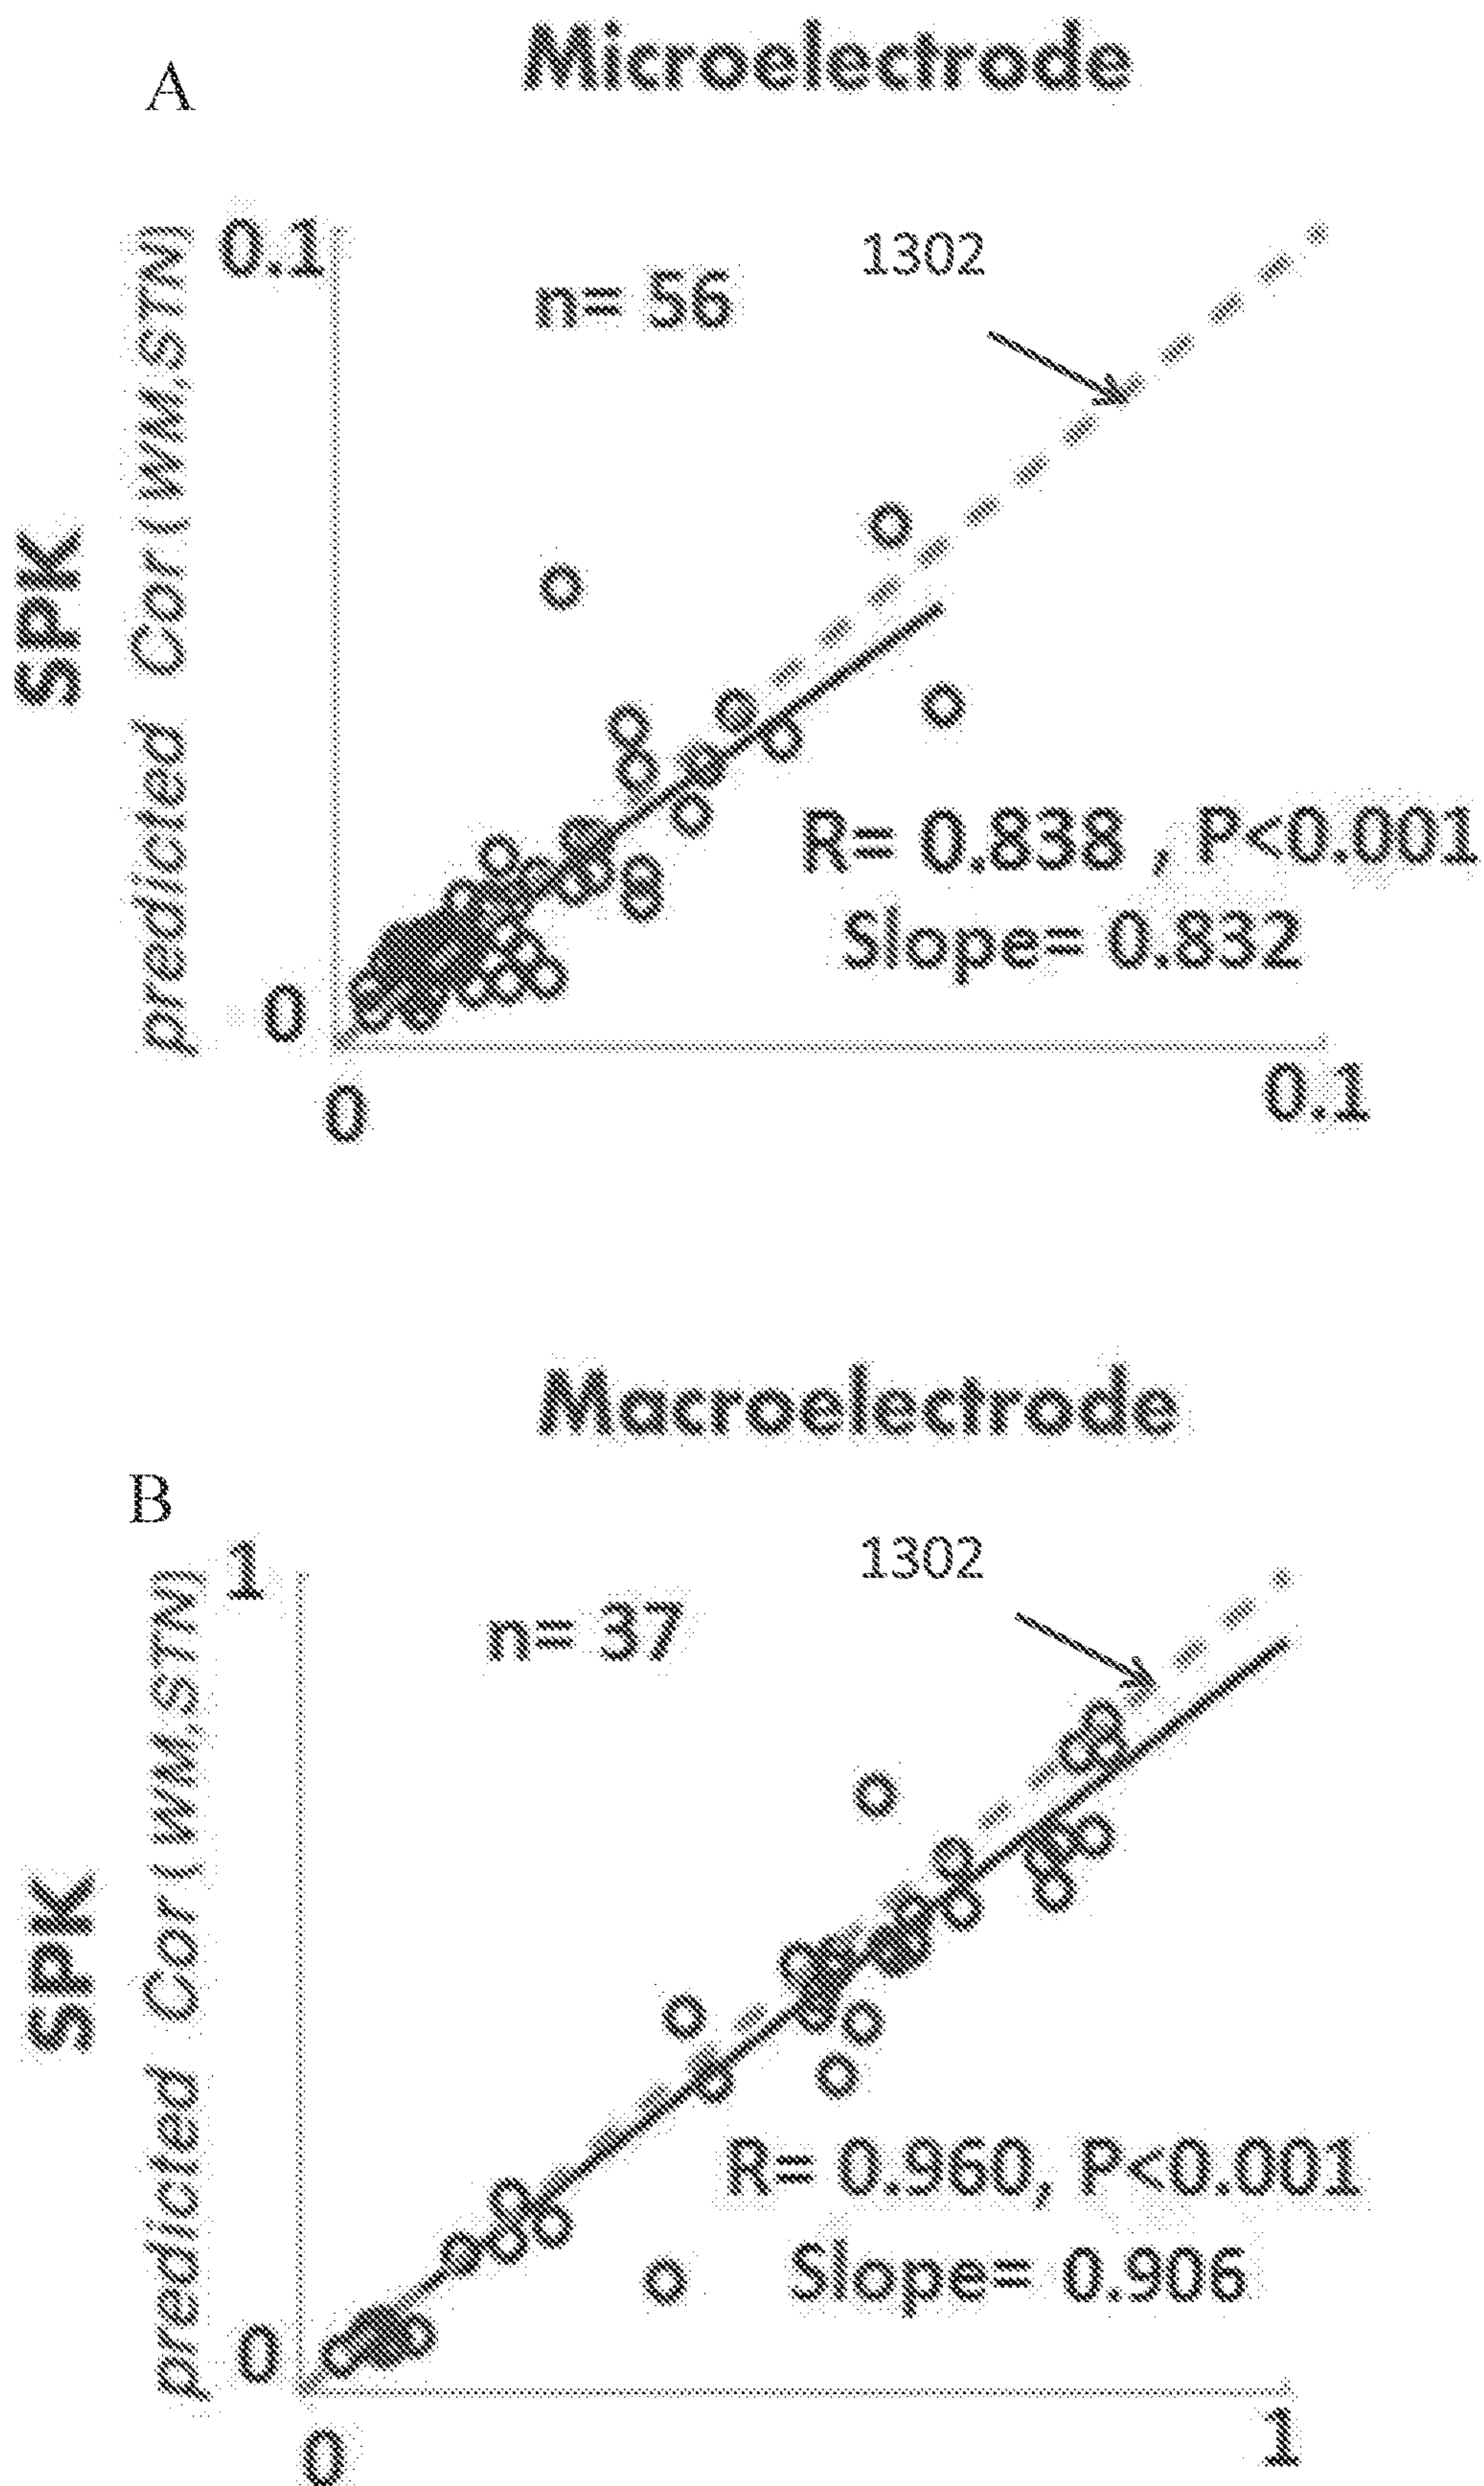 Microelectrode
A
0.1
1302
n= 56
SPK
predicted Cor(WM,STN)
R= 0.838 , P<0.001
Slope= 0.832
0
0
0.1
Macroelectrode
B
1
1302
n= 37
SPK
predicted Cor(WM,STN)
R= 0.960, P<0.001
Slope= 0.906
0
0
1